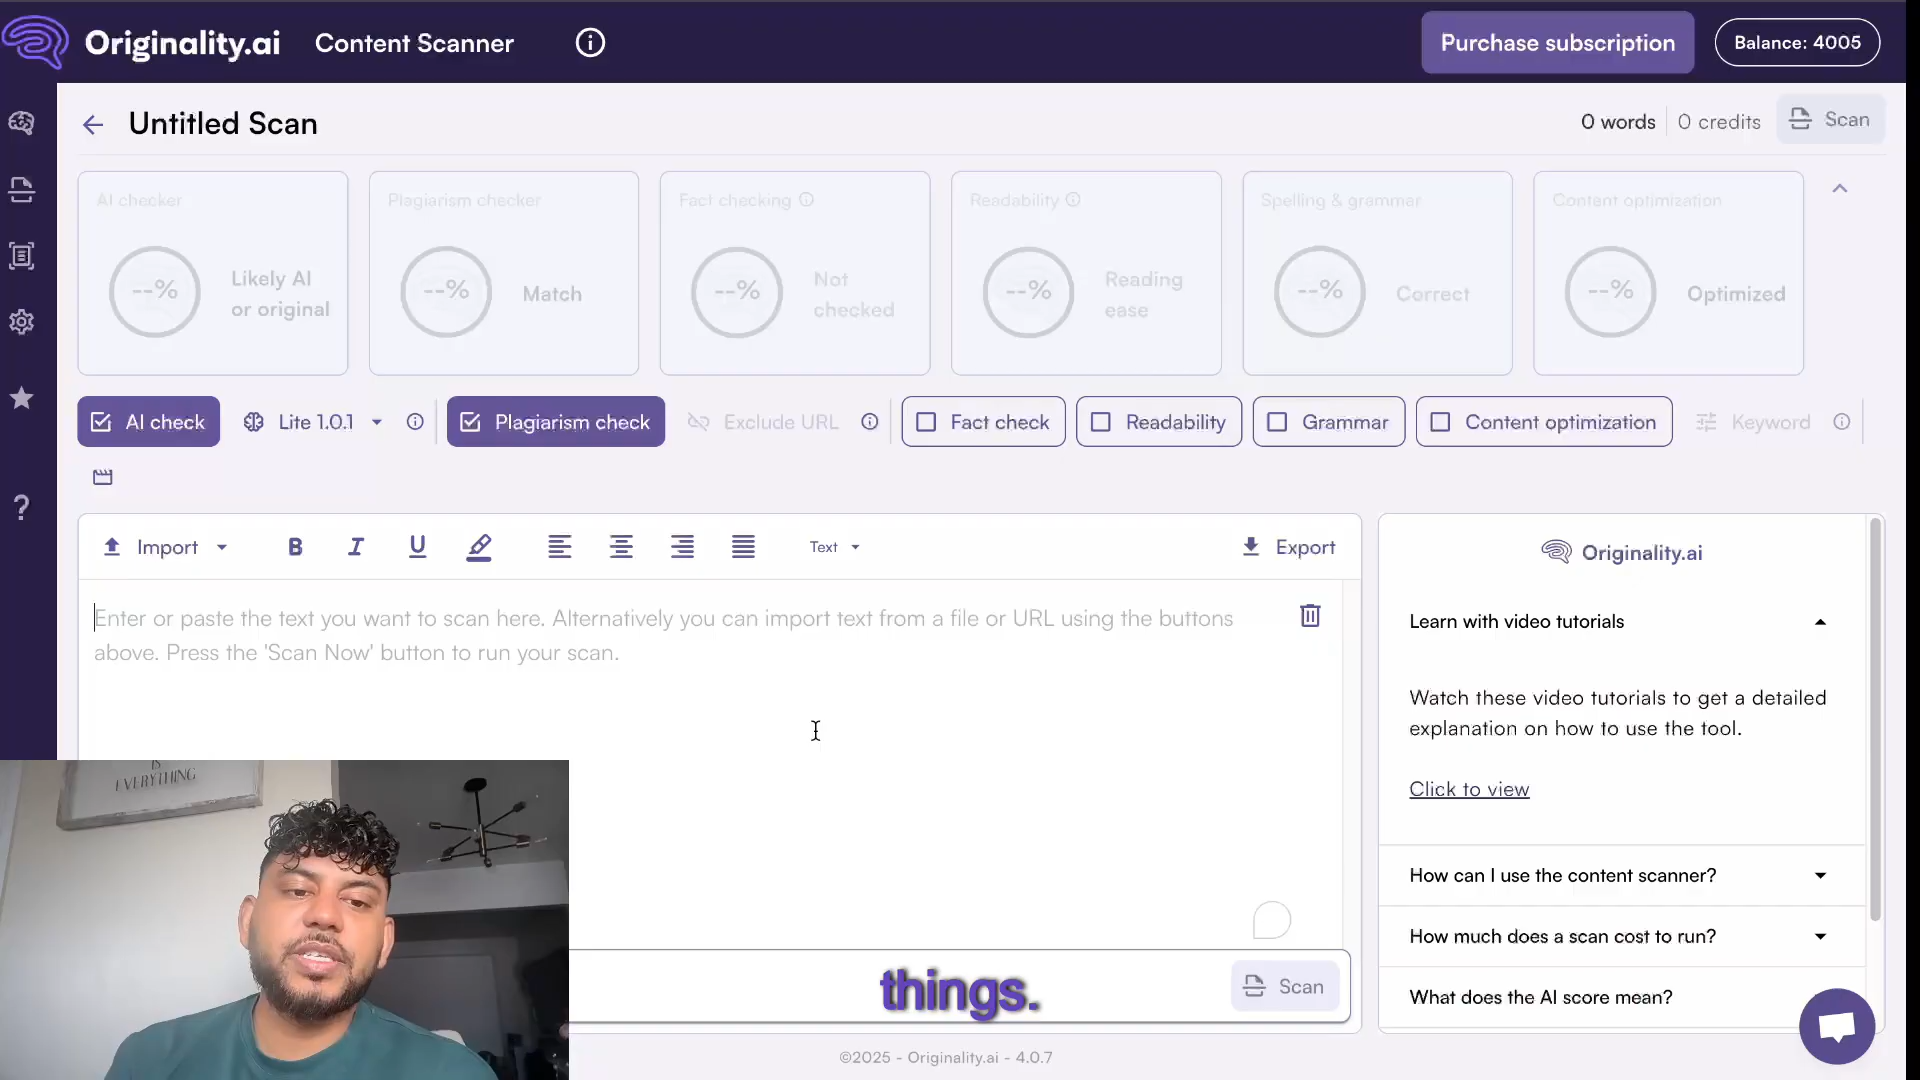 Originality.ai
Content Scanner
Purchase subscription
Balance: 4005
Untitled Scan
0 words
0 credits
Scan
AI checker
--%
Likely AI
or original
Plagiarism checker
--%
Match
Fact checking
--%
Not
checked
Readability
--%
Reading
ease
Spelling & grammar
--%
Correct
Content optimization
--%
Optimized
AI check
Lite 1.0.1
Plagiarism check
Exclude URL
Fact check
Readability
Grammar
Content optimization
Keyword
?
Import
B
I
U
Text
Export
Enter or paste the text you want to scan here. Alternatively you can import text from a file or URL using the buttons
above. Press the 'Scan Now' button to run your scan.
Originality.ai
Learn with video tutorials
Watch these video tutorials to get a detailed
explanation on how to use the tool.
Click to view
How can I use the content scanner?
How much does a scan cost to run?
What does the AI score mean?
IS
EVERYTHING
things.
Scan
©2025 - Originality.ai - 4.0.7